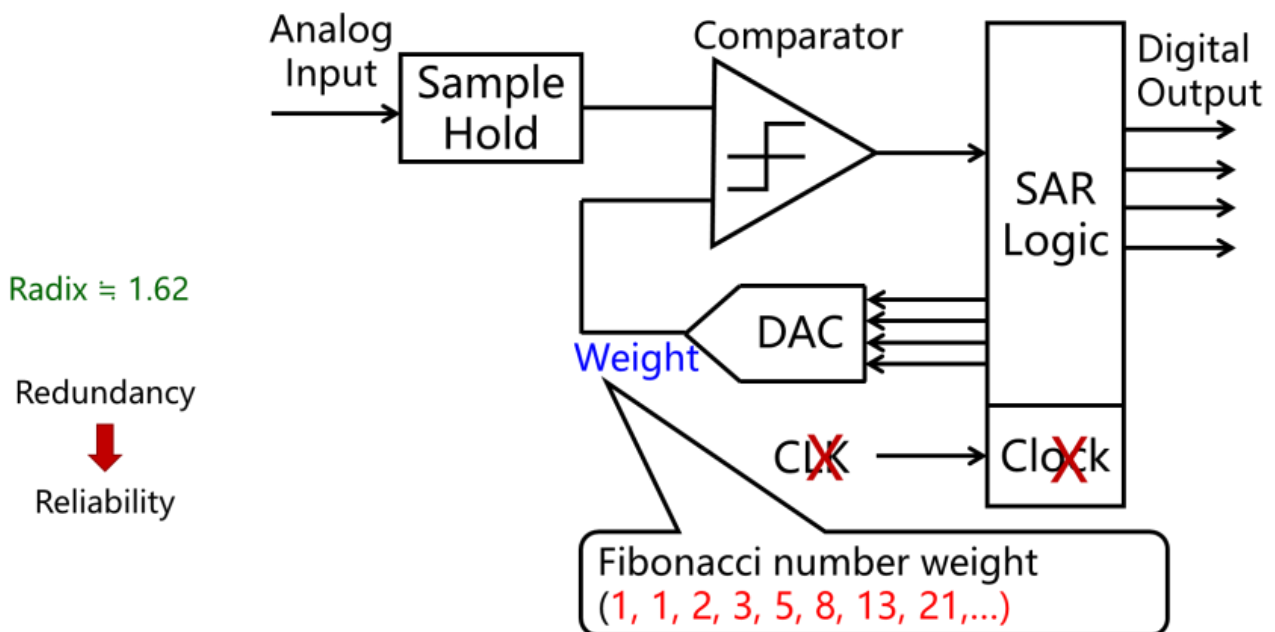 Analog
Input
Sample
Hold
Comparator
Digital
Output
SAR
Logic
Radix ≒ 1.62
DAC
Weight
Redundancy
Reliability
CLK
X
Clock
X
Fibonacci number weight
(1, 1, 2, 3, 5, 8, 13, 21,...)